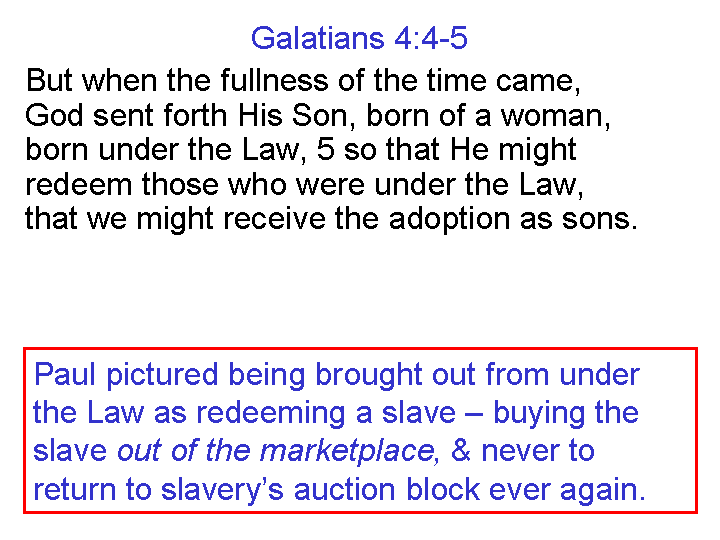 Galatians 4:4-5
But when the fullness of the time came,
God sent forth His Son, born of a woman,
born under the Law, 5 so that He might
redeem those who were under the Law,
that we might receive the adoption as sons.
Paul pictured being brought out from under
the Law as redeeming a slave – buying the
slave out of the marketplace, & never to
return to slavery’s auction block ever again.